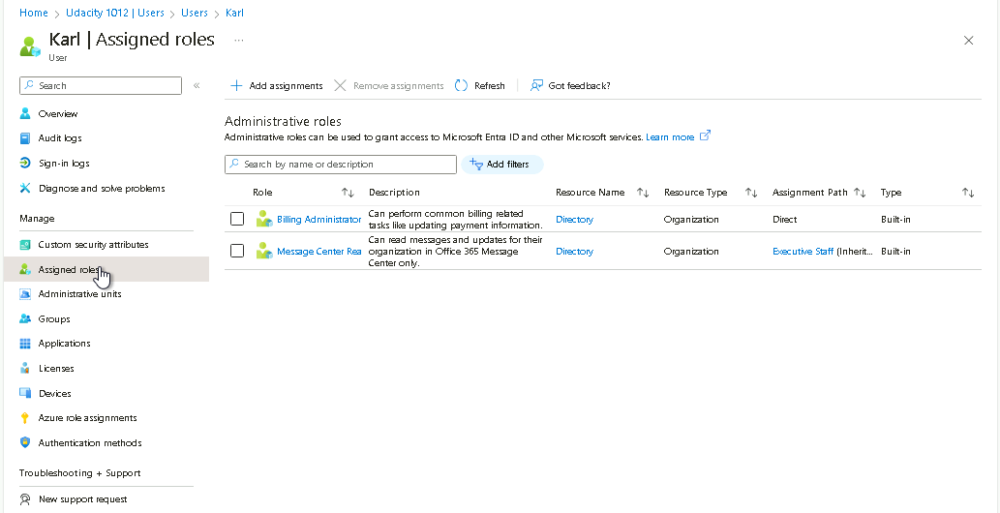 Home > Udacity 1012 | Users > Users > Karl
Karl | Assigned roles ...
User
Search «
Overview
Audit logs
Sign-in logs
Diagnose and solve problems
Manage
Custom security attributes
Assigned roles
Administrative units
Groups
Applications
Licenses
Devices
Azure role assignments
Authentication methods
Troubleshooting + Support
New support request
Add assignments Remove assignments Refresh Got feedback?
Administrative roles
Administrative roles can be used to grant access to Microsoft Entra ID and other Microsoft services. Learn more
Search by name or description Add filters
Role Description Resource Name Resource Type Assignment Path Type
Billing Administrator
Can perform common billing related
tasks like updating payment information.
Directory Organization Direct Built-in
Message Center Rea
Can read messages and updates for their
organization in Office 365 Message
Center only.
Directory Organization Executive Staff (Inherit... Built-in